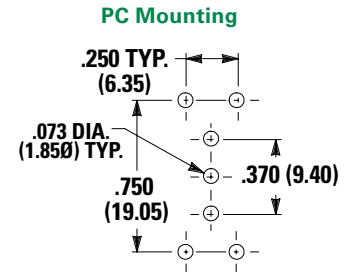 PC Mounting
.250 TYP.
(6.35)
.073 DIA.
(1.85Ø) TYP.
.370 (9.40)
.750
(19.05)